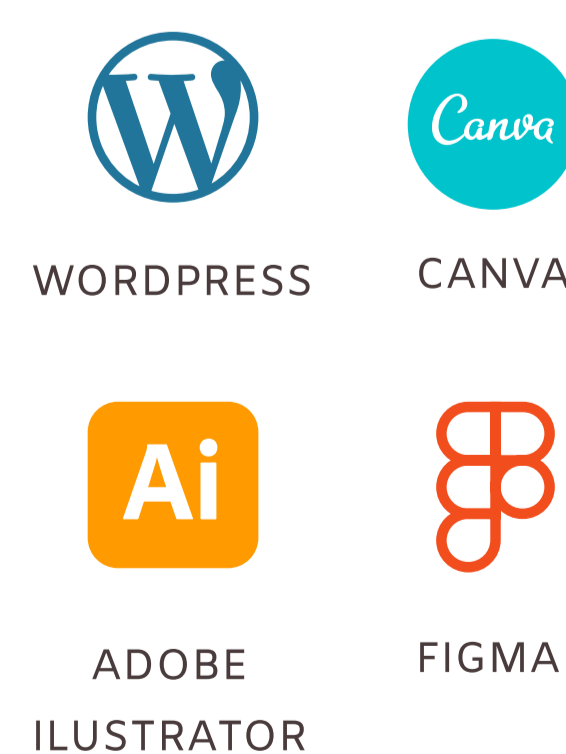 W
Canva
WORDPRESS
CANVA
Ai
ADOBE
ILUSTRATOR
FIGMA